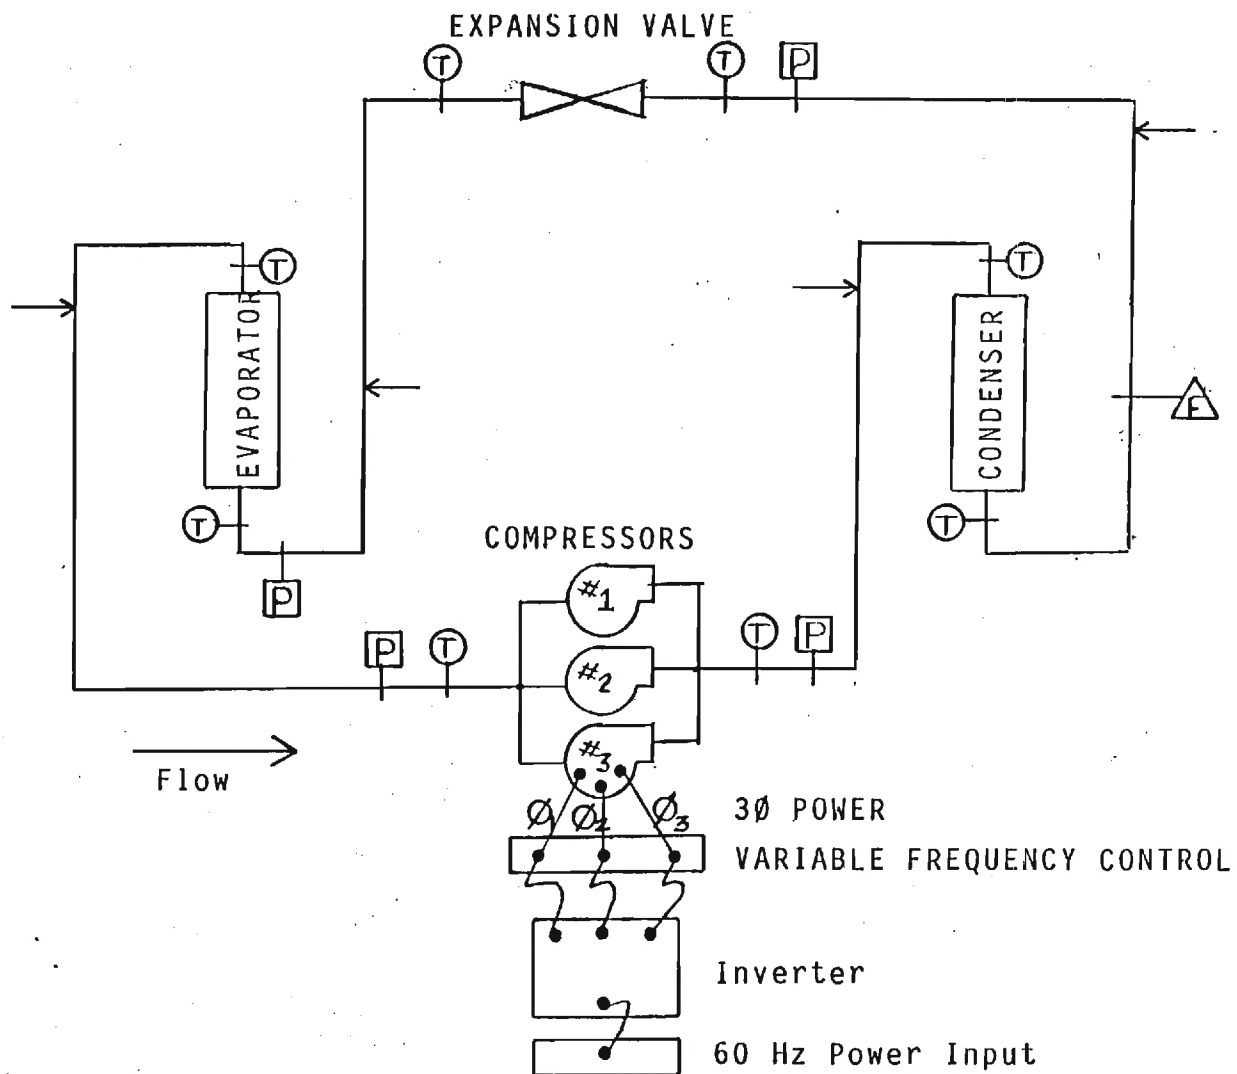 EXPANSION VALVE
T
T
P
T
T
EVAPORATOR
CONDENSER
F
T
T
P
COMPRESSORS
#1
P
T
#2
T
P
#3
Flow
Ø1
Ø2
Ø3
3Ø POWER
VARIABLE FREQUENCY CONTROL
Inverter
60 Hz Power Input